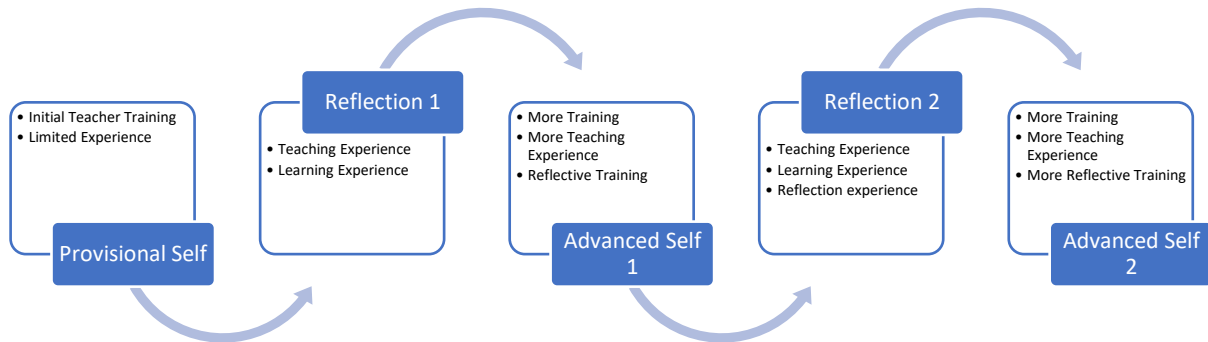 • Initial Teacher Training
• Limited Experience
Provisional Self
Reflection 1
• Teaching Experience
• Learning Experience
• More Training
• More Teaching
Experience
• Reflective Training
Advanced Self
1
Reflection 2
• Teaching Experience
• Learning Experience
• Reflection experience
• More Training
• More Teaching
Experience
• More Reflective Training
Advanced Self
2